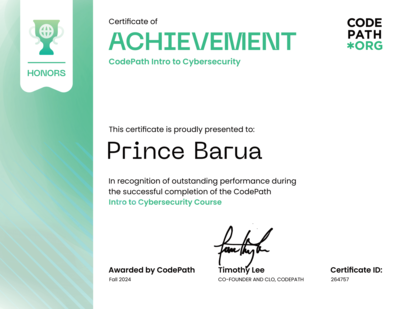 HONORS
Certificate of
ACHIEVEMENT
CodePath Intro to Cybersecurity
CODE
PATH
*ORG
This certificate is proudly presented to:
Prince Barua
In recognition of outstanding performance during
the successful completion of the CodePath
Intro to Cybersecurity Course
Awarded by CodePath
Fall 2024
Timothy Lee
CO-FOUNDER AND CLO, CODEPATH
Certificate ID:
264757